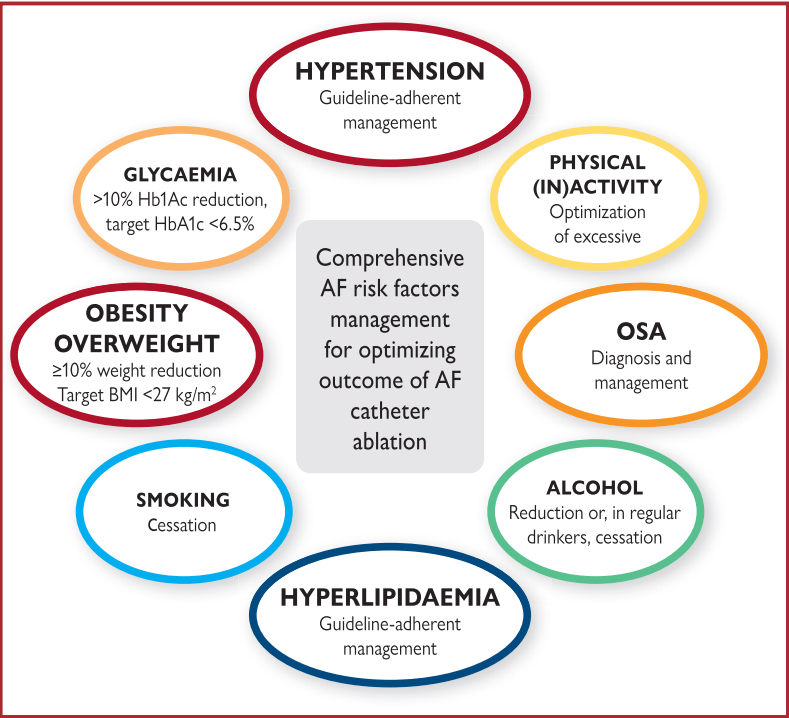 HYPERTENSION
Guideline-adherent
management
GLYCAEMIA
>10% Hb1Ac reduction,
target HbA1c <6.5%
PHYSICAL
(IN)ACTIVITY
Optimization
of excessive
Comprehensive
AF risk factors
management
for optimizing
outcome of AF
catheter
ablation
OBESITY
OVERWEIGHT
≥10% weight reduction
Target BMI <27 kg/m²
OSA
Diagnosis and
management
SMOKING
Cessation
ALCOHOL
Reduction or, in regular
drinkers, cessation
HYPERLIPIDAEMIA
Guideline-adherent
management